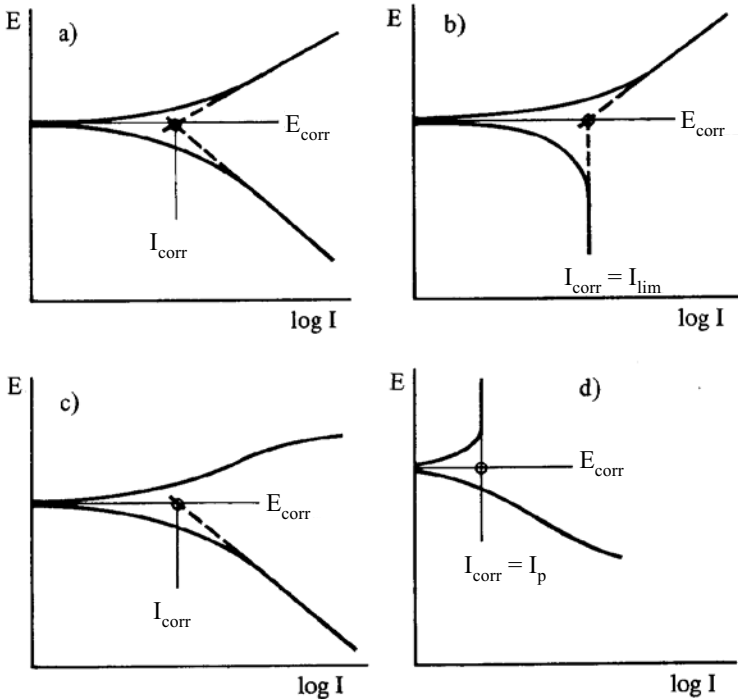 E
a)
E_corr
I_corr
log I
E
b)
E_corr
I_corr = I_lim
log I
E
c)
E_corr
I_corr
log I
E
d)
E_corr
I_corr = I_p
log I